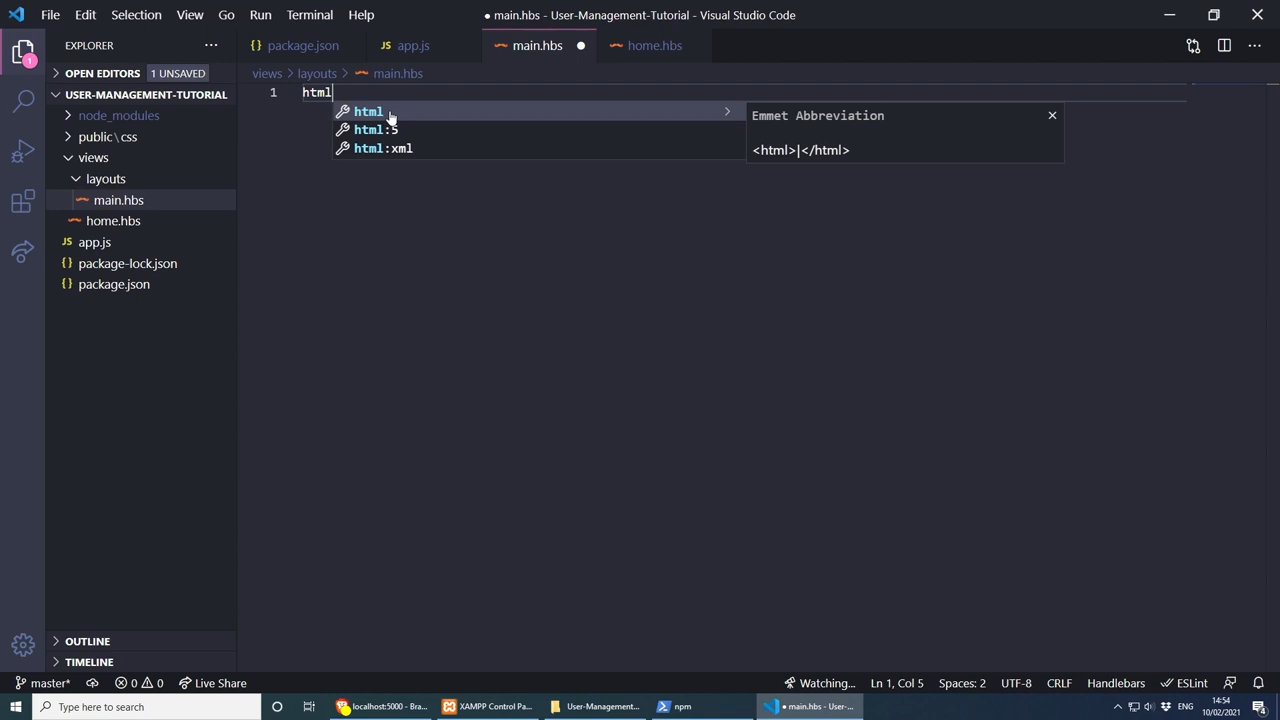 File Edit Selection View Go Run Terminal Help
● main.hbs - User-Management-Tutorial - Visual Studio Code
EXPLORER
{} package.json
JS app.js
main.hbs
home.hbs
OPEN EDITORS 1 UNSAVED
views > layouts > main.hbs
USER-MANAGEMENT-TUTORIAL
1 html
node_modules
html
Emmet Abbreviation
public\css
html:5
views
html:xml
<html>|</html>
layouts
main.hbs
home.hbs
JS app.js
{} package-lock.json
{} package.json
1
OUTLINE
TIMELINE
master* 0 0 Live Share
Watching... Ln 1, Col 5 Spaces: 2 UTF-8 CRLF Handlebars ESLint
Type here to search
localhost:5000 - Bra...
XAMPP Control Pa...
User-Management...
npm
● main.hbs - User-...
ENG
14:54
10/02/2021
4